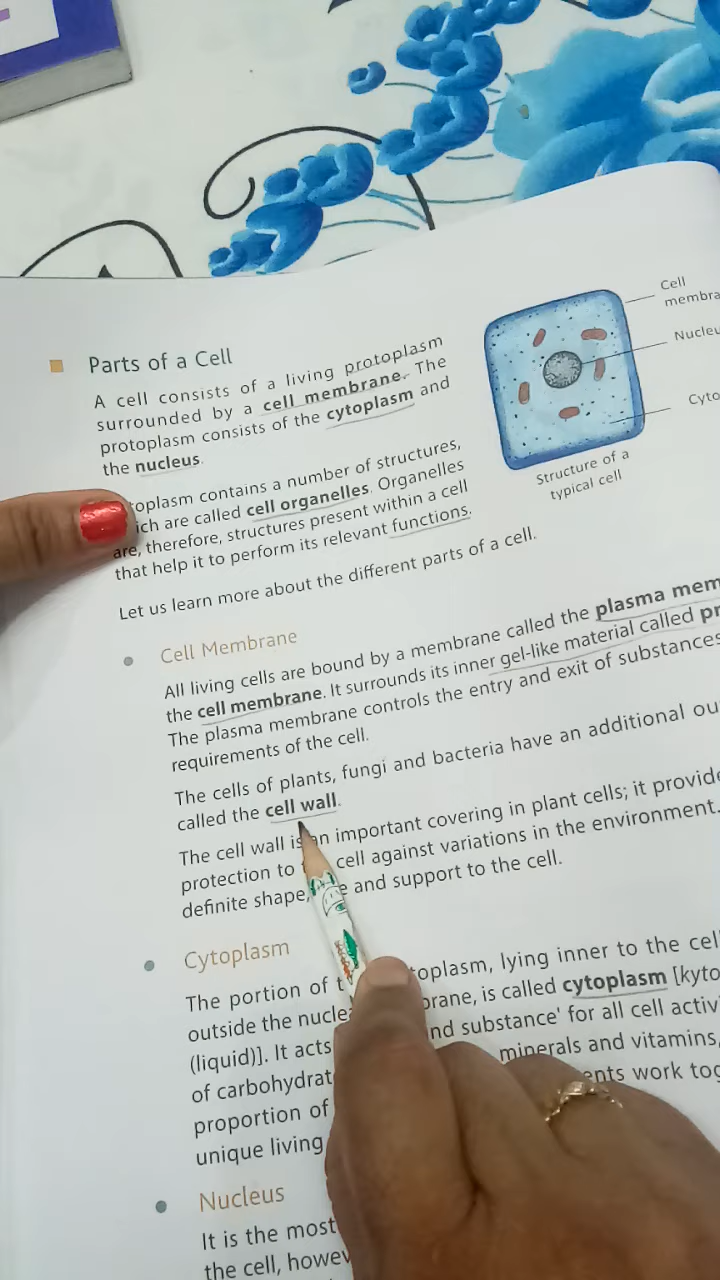 Parts of a Cell
A cell consists of a living protoplasm
surrounded by a cell membrane. The
protoplasm consists of the cytoplasm and
the nucleus.
toplasm contains a number of structures,
ich are called cell organelles. Organelles
are, therefore, structures present within a cell
that help it to perform its relevant functions.
Cell
membra
Nucleu
Cyto
Structure of a
typical cell
Let us learn more about the different parts of a cell.
Cell Membrane
All living cells are bound by a membrane called the plasma mem
the cell membrane. It surrounds its inner gel-like material called pr
The plasma membrane controls the entry and exit of substances
requirements of the cell.
The cells of plants, fungi and bacteria have an additional ou
called the cell wall.
The cell wall is an important covering in plant cells; it provide
protection to cell against variations in the environment.
definite shape, and support to the cell.
Cytoplasm
The portion of t toplasm, lying inner to the cel
outside the nucle brane, is called cytoplasm [kyto
(liquid)]. It acts nd substance' for all cell activ
of carbohydrat minerals and vitamins,
proportion of ents work tog
unique living
Nucleus
It is the most
the cell, howev